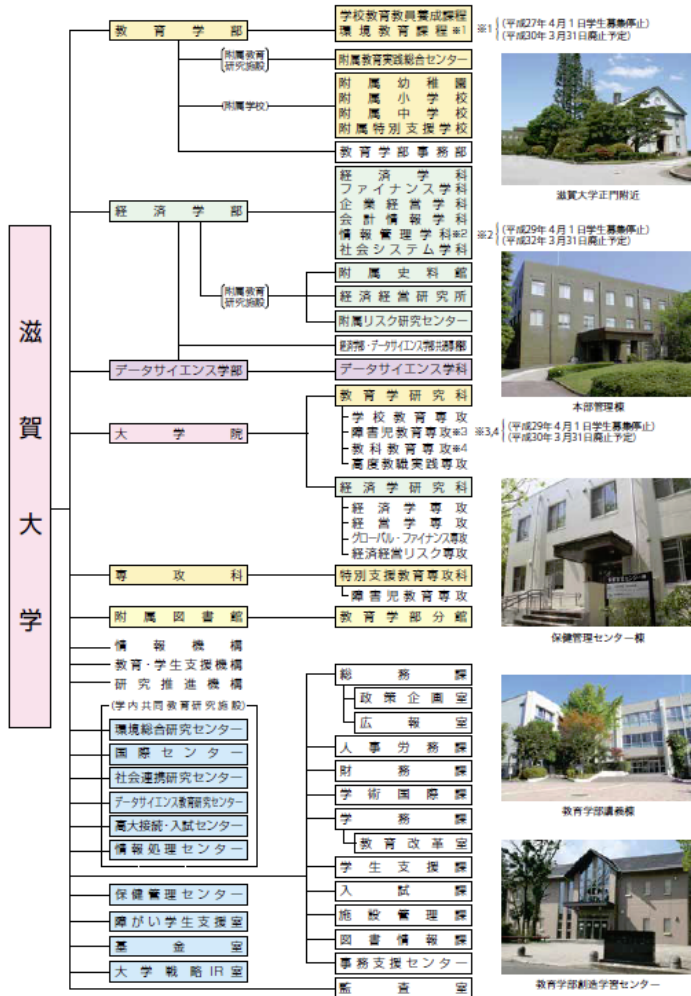 滋賀大学
教育学部
学校教育教員養成課程
環境教育課程※1
※1
(平成27年4月1日学生募集停止)
(平成30年3月31日廃止予定)
(附属教育研究施設)
附属教育実践総合センター
(附属学校)
附属幼稚園
附属小学校
附属中学校
附属特別支援学校
教育学部事務部
滋賀大学正門附近
経済学部
経済学科
ファイナンス学科
企業経営学科
会計情報学科
情報管理学科※2
社会システム学科
※2
(平成29年4月1日学生募集停止)
(平成32年3月31日廃止予定)
(附属教育研究施設)
附属史料館
経済経営研究所
附属リスク研究センター
経済学部・データサイエンス学部共通事務部
データサイエンス学部
データサイエンス学科
本部管理棟
大学院
教育学研究科
学校教育専攻
障害児教育専攻※3
教科教育専攻※4
高度教職実践専攻
※3,4
(平成29年4月1日学生募集停止)
(平成30年3月31日廃止予定)
経済学研究科
経済学専攻
経営学専攻
グローバル・ファイナンス専攻
経済経営リスク専攻
専攻科
特別支援教育専攻科
障害児教育専攻
附属図書館
教育学部分館
保健管理センター棟
情報機構
教育・学生支援機構
研究推進機構
(学内共同教育研究施設)
環境総合研究センター
国際センター
社会連携研究センター
データサイエンス教育研究センター
高大接続・入試センター
情報処理センター
保健管理センター
障がい学生支援室
基金室
大学戦略IR室
総務課
政策企画室
広報室
人事労務課
財務課
学術国際課
学務課
教育改革室
学生支援課
入試課
施設管理課
図書情報課
事務支援センター
監査室
教育学部講義棟
教育学部創造学習センター